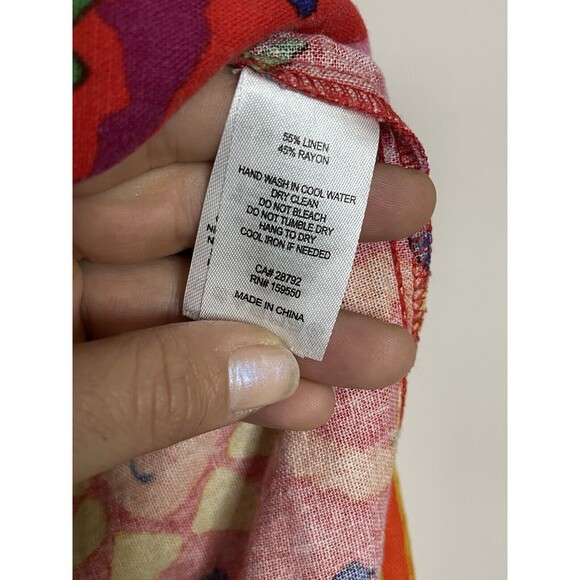 55% LINEN
45% RAYON
HAND WASH IN COOL WATER
DRY CLEAN
DO NOT BLEACH
DO NOT TUMBLE DRY
HANG TO DRY
COOL IRON IF NEEDED
CA# 28792
RN# 159550
MADE IN CHINA